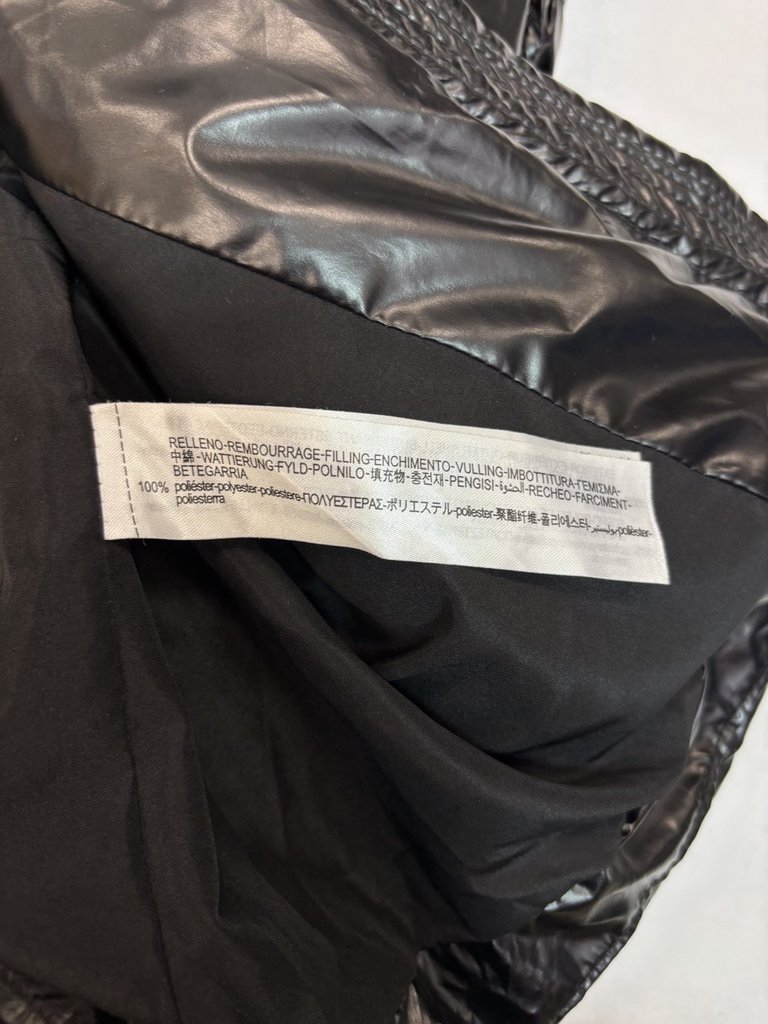 RELLENO-REMBOURRAGE-FILLING-ENCHIMENTO-VULLING-IMBOTTITURA-ΓΕΜΙΣΜΑ-
中綿-WATTIERUNG-FYLD-POLNILO-填充物-충전재-PENGISI-الحشوة-RECHEO-FARCIMENT-
BETEGARRIA
100% poliéster-polyester-poliestere-ΠΟΛΥΕΣΤΕΡΑΣ-ポリエステル-poliester-聚酯纤维-폴리에스터-بوليستير-polièster-
poliesterra